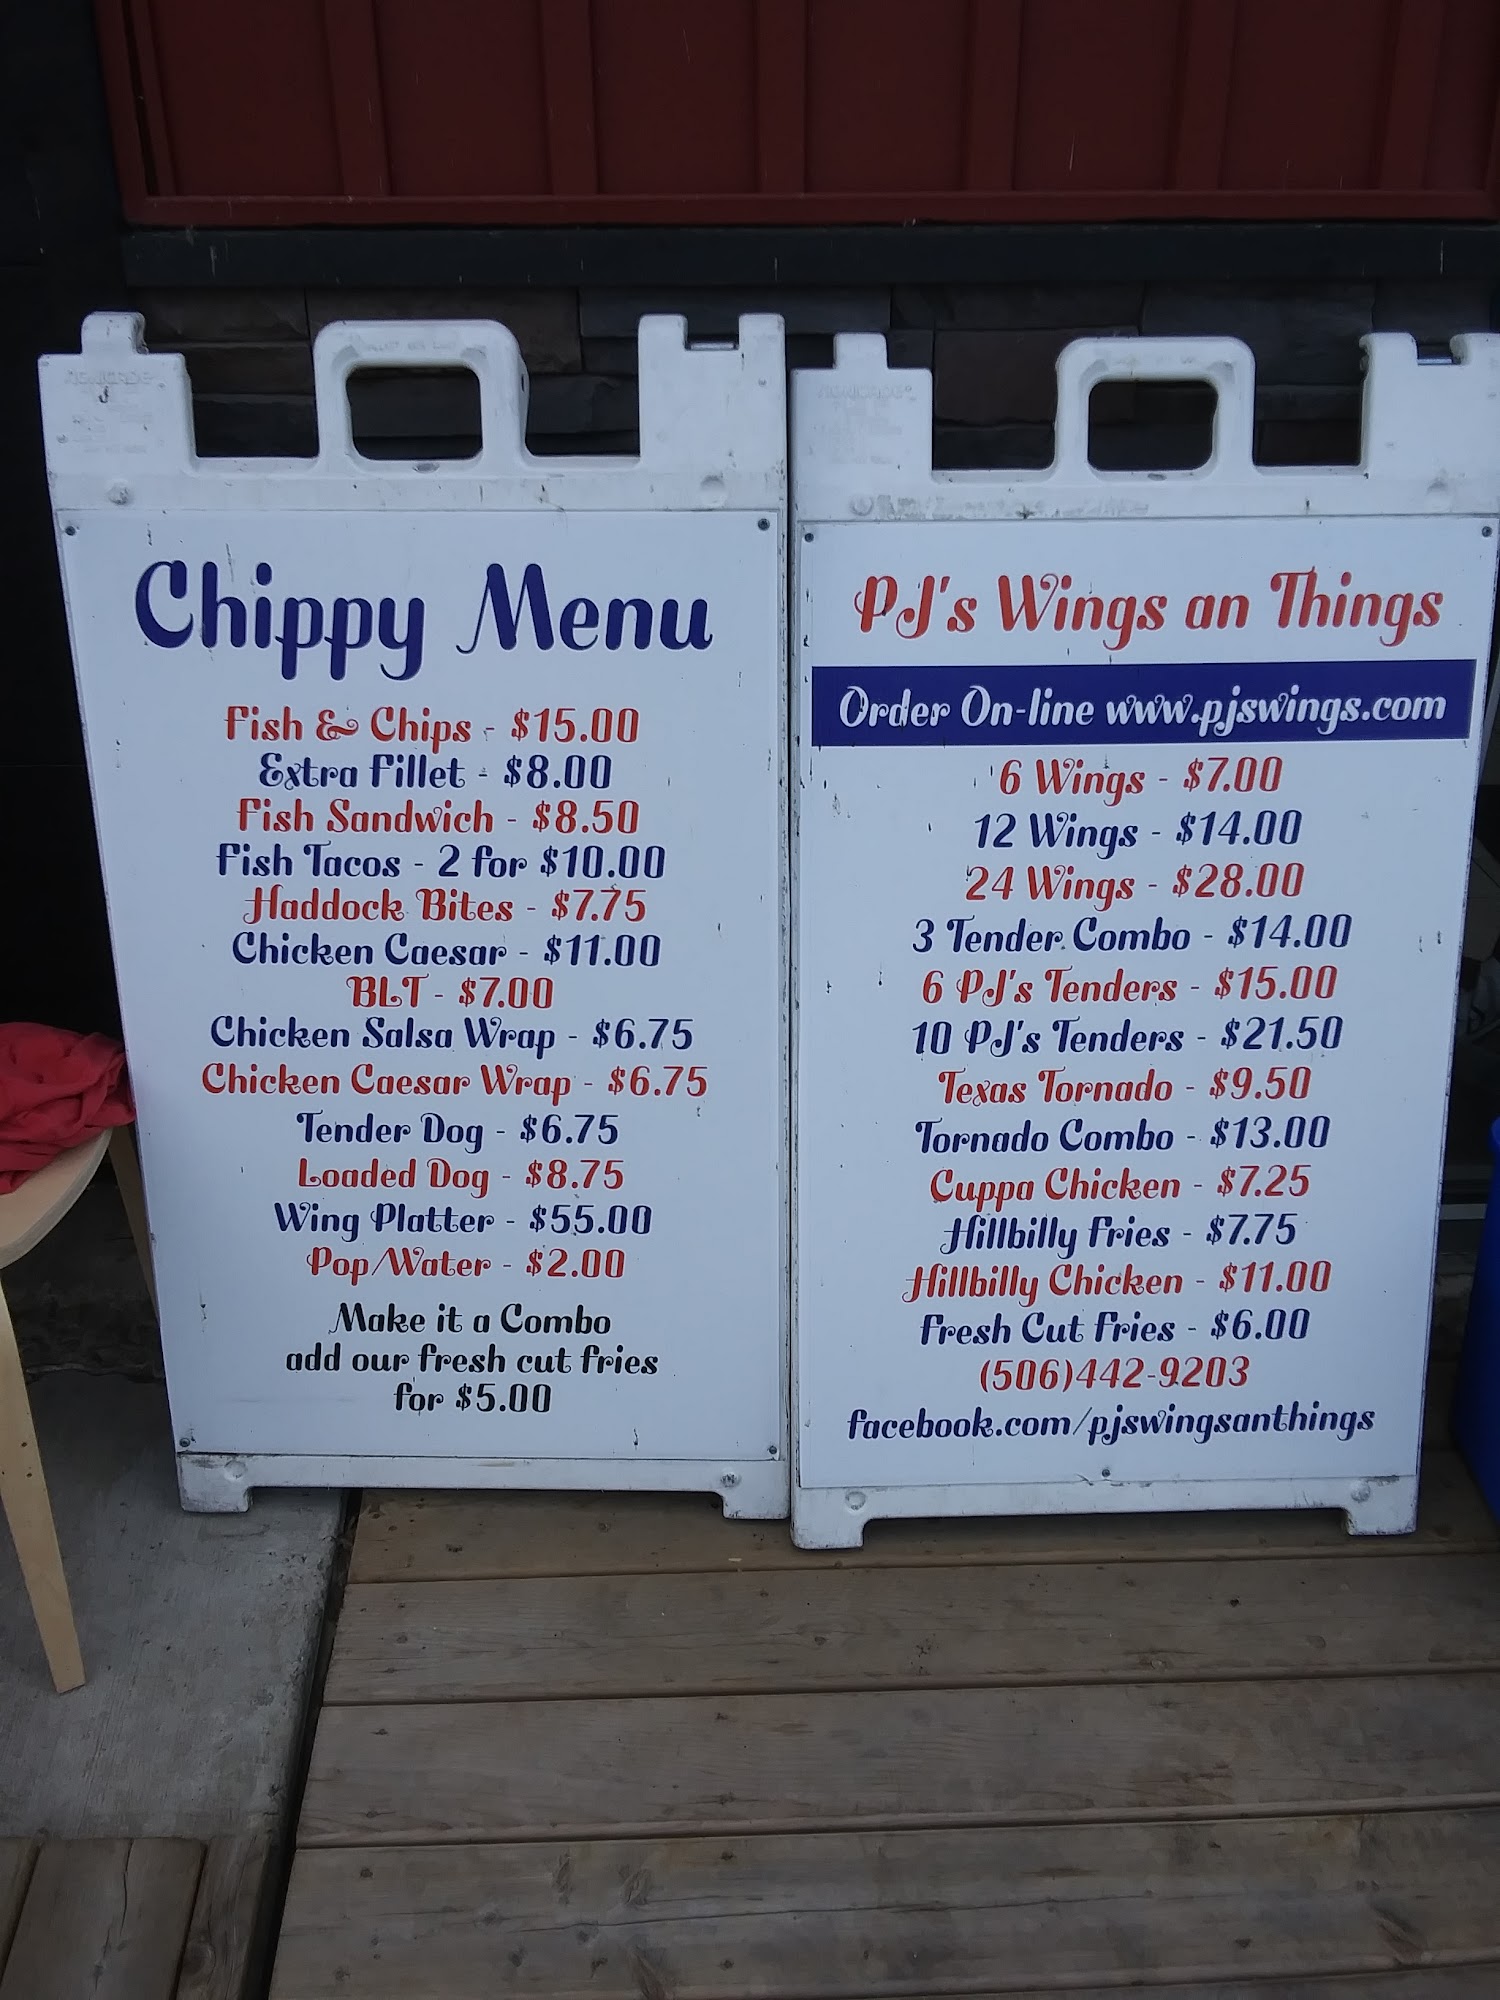 Chippy Menu
Fish & Chips - $15.00
Extra Fillet - $8.00
Fish Sandwich - $8.50
Fish Tacos - 2 for $10.00
Haddock Bites - $7.75
Chicken Caesar - $11.00
BLT - $7.00
Chicken Salsa Wrap - $6.75
Chicken Caesar Wrap - $6.75
Tender Dog - $6.75
Loaded Dog - $8.75
Wing Platter - $55.00
Pop/Water - $2.00
Make it a Combo
add our fresh cut fries
for $5.00
PJ's Wings an Things
Order On-line www.pjswings.com
6 Wings - $7.00
12 Wings - $14.00
24 Wings - $28.00
3 Tender Combo - $14.00
6 PJ's Tenders - $15.00
10 PJ's Tenders - $21.50
Texas Tornado - $9.50
Tornado Combo - $13.00
Cuppa Chicken - $7.25
Hillbilly Fries - $7.75
Hillbilly Chicken - $11.00
Fresh Cut Fries - $6.00
(506)442-9203
facebook.com/pjswingsanthings